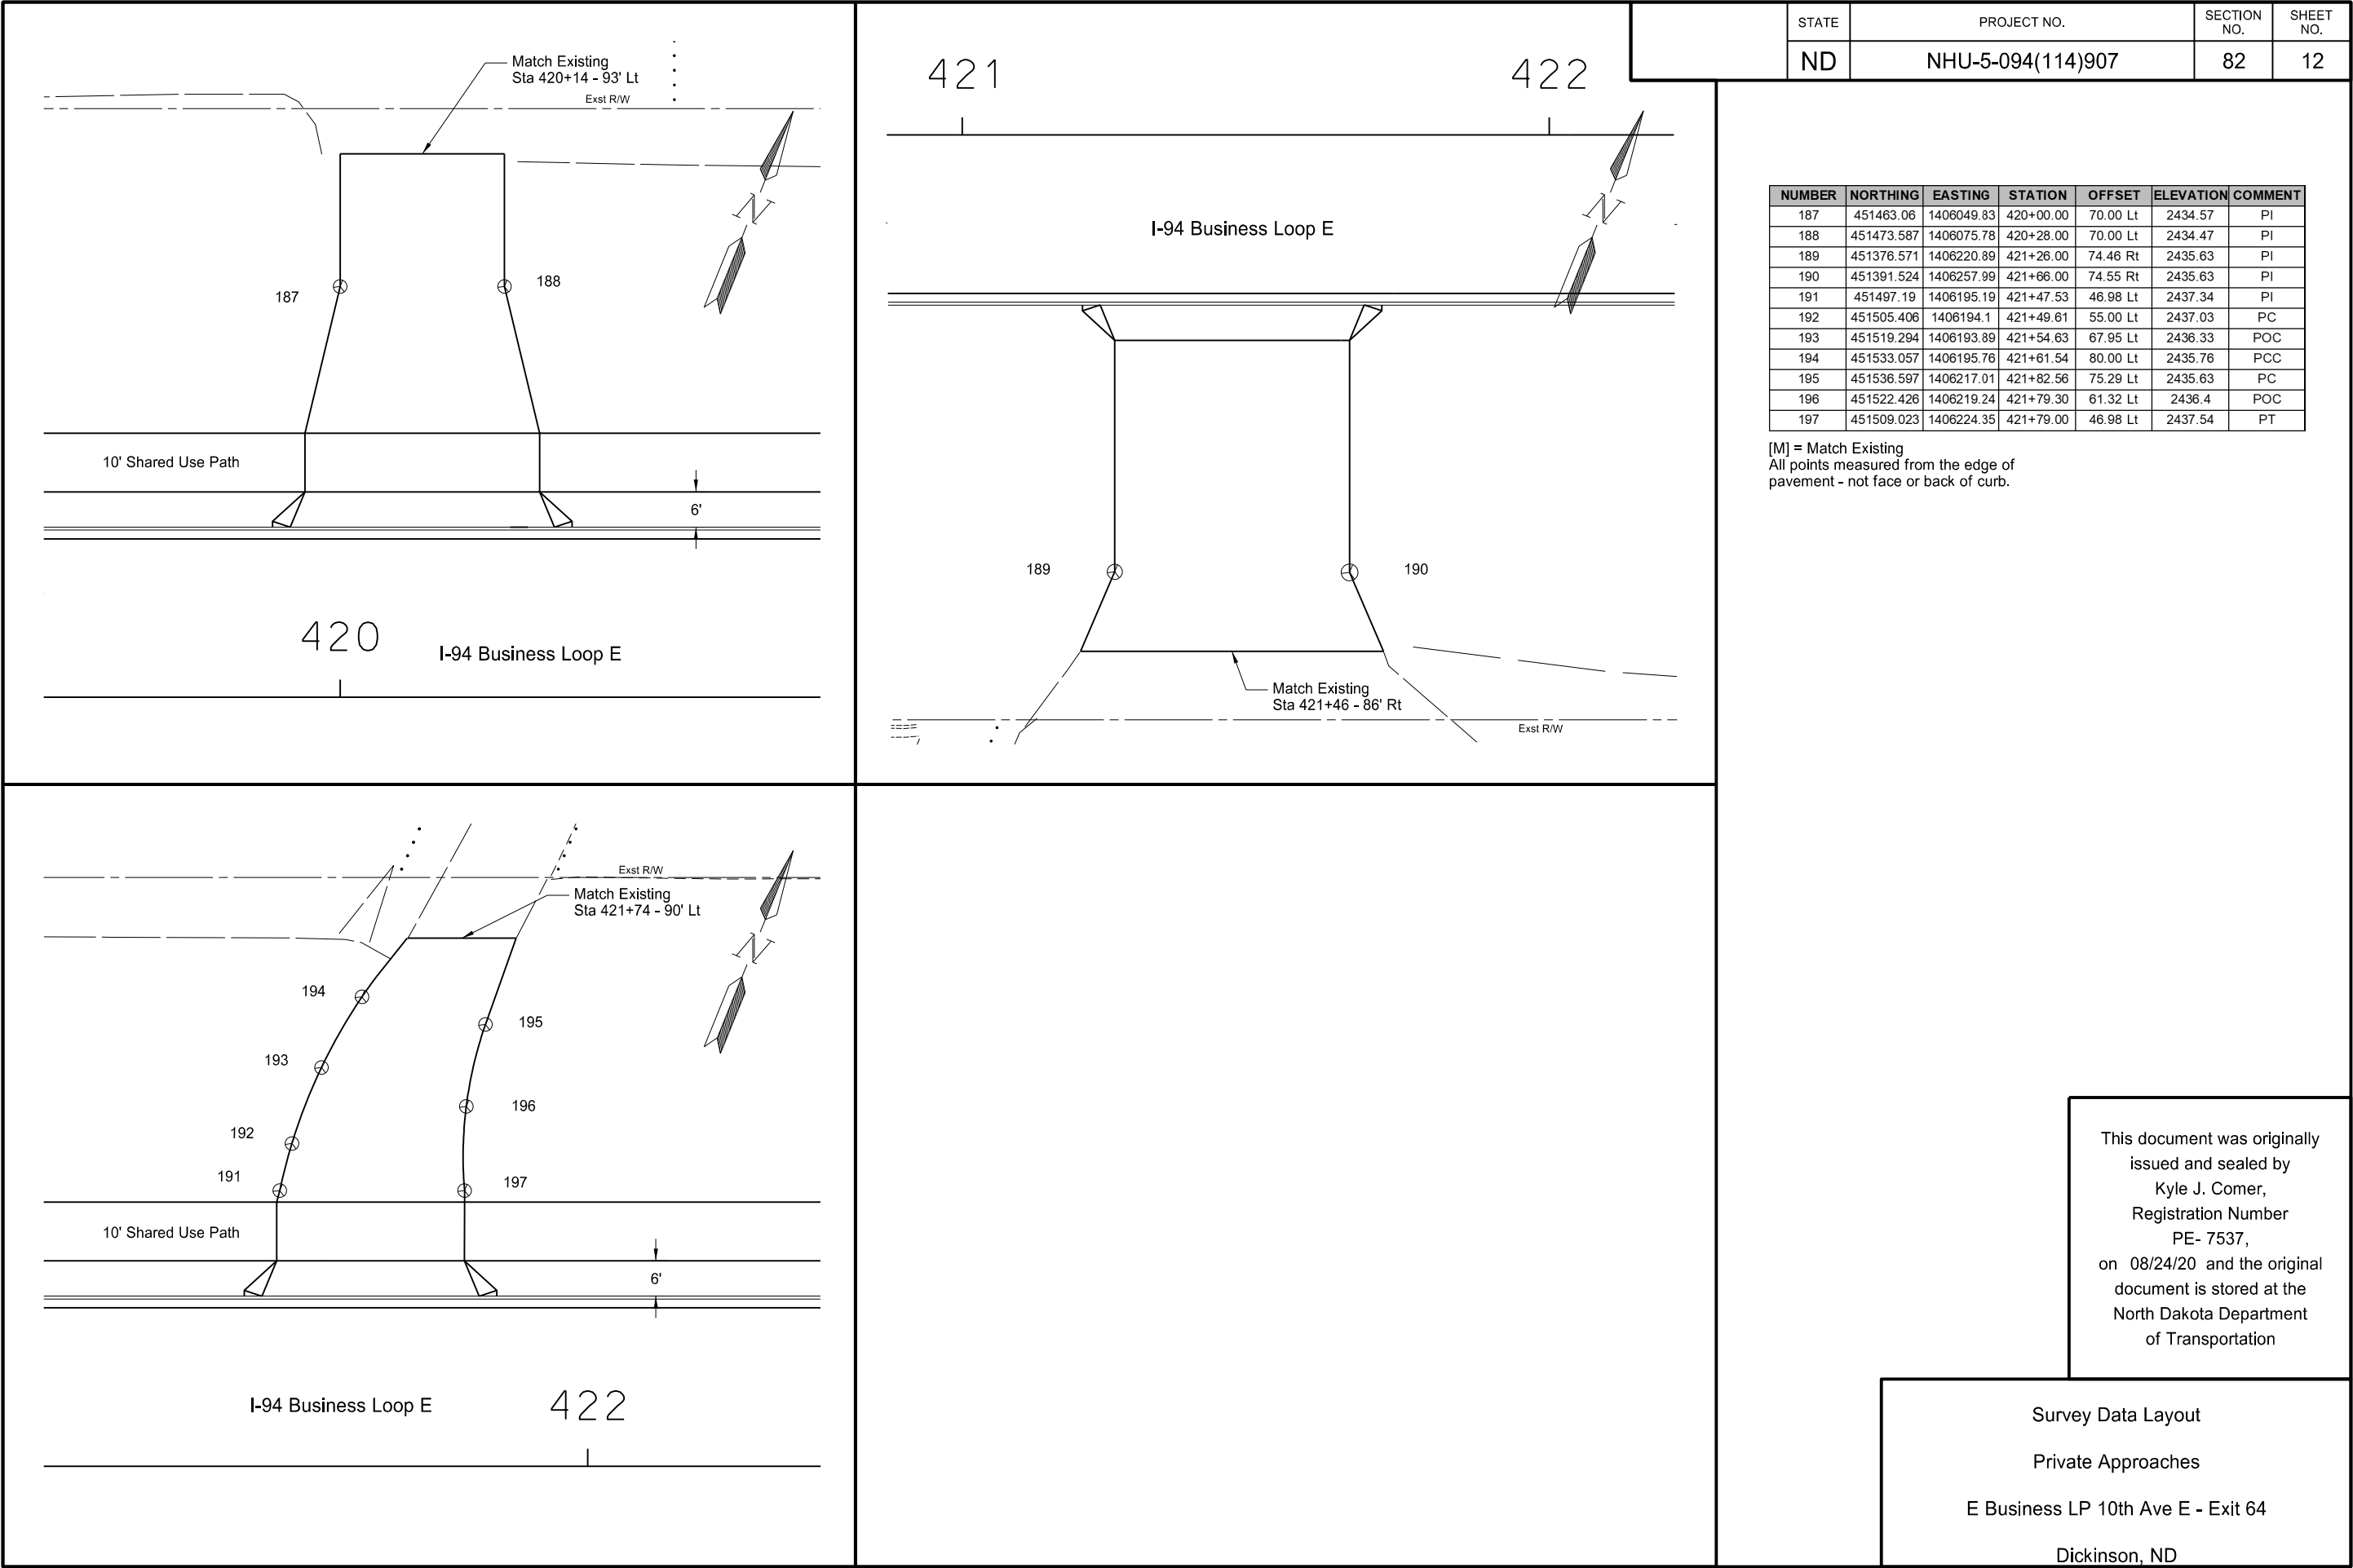 STATE
PROJECT NO.
SECTION NO.
SHEET NO.
ND
NHU-5-094(114)907
82
12
Match Existing
Sta 420+14 - 93' Lt
Exst R/W
N
187
188
10' Shared Use Path
6'
420
I-94 Business Loop E
421
422
N
I-94 Business Loop E
189
190
Match Existing
Sta 421+46 - 86' Rt
Exst R/W
Exst R/W
Match Existing
Sta 421+74 - 90' Lt
N
194
195
193
196
192
191
197
10' Shared Use Path
6'
I-94 Business Loop E
422
NUMBER NORTHING EASTING STATION OFFSET ELEVATION COMMENT
187 451463.06 1406049.83 420+00.00 70.00 Lt 2434.57 PI
188 451473.587 1406075.78 420+28.00 70.00 Lt 2434.47 PI
189 451376.571 1406220.89 421+26.00 74.46 Rt 2435.63 PI
190 451391.524 1406257.99 421+66.00 74.55 Rt 2435.63 PI
191 451497.19 1406195.19 421+47.53 46.98 Lt 2437.34 PI
192 451505.406 1406194.1 421+49.61 55.00 Lt 2437.03 PC
193 451519.294 1406193.89 421+54.63 67.95 Lt 2436.33 POC
194 451533.057 1406195.76 421+61.54 80.00 Lt 2435.76 PCC
195 451536.597 1406217.01 421+82.56 75.29 Lt 2435.63 PC
196 451522.426 1406219.24 421+79.30 61.32 Lt 2436.4 POC
197 451509.023 1406224.35 421+79.00 46.98 Lt 2437.54 PT
[M] = Match Existing
All points measured from the edge of
pavement - not face or back of curb.
This document was originally
issued and sealed by
Kyle J. Comer,
Registration Number
PE- 7537,
on 08/24/20 and the original
document is stored at the
North Dakota Department
of Transportation
Survey Data Layout
Private Approaches
E Business LP 10th Ave E - Exit 64
Dickinson, ND